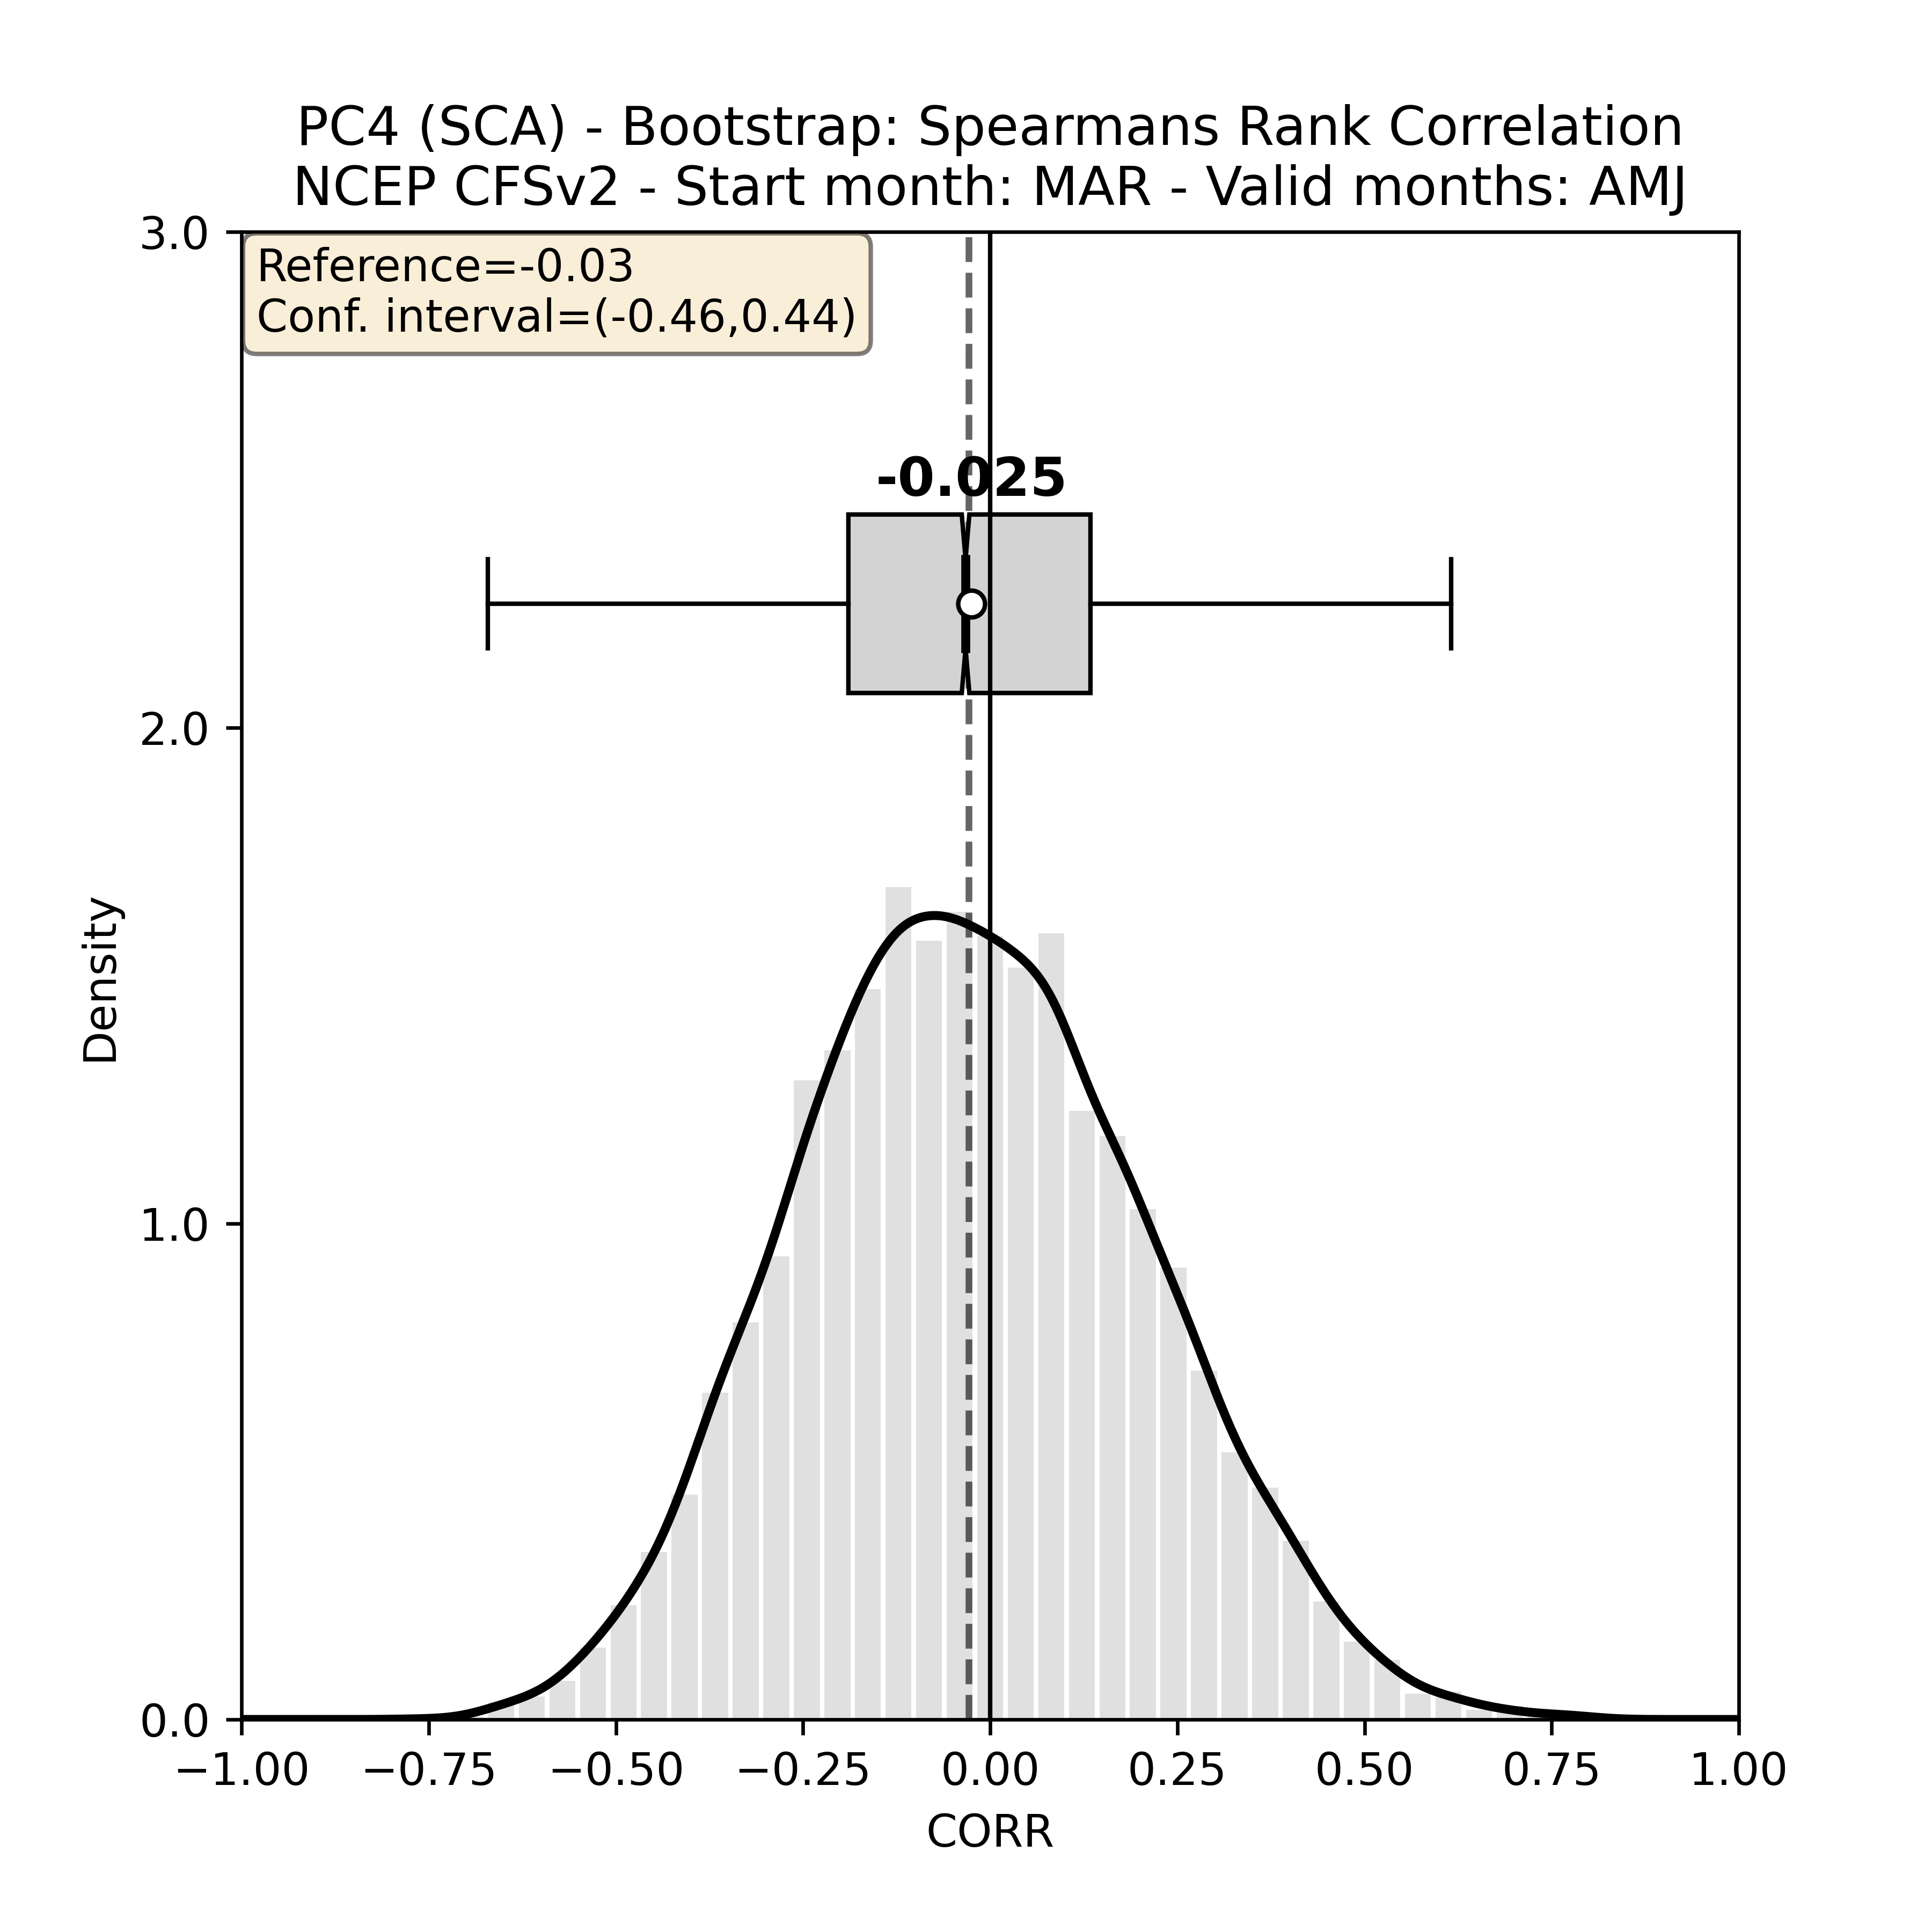 PC4 (SCA) - Bootstrap: Spearmans Rank Correlation
NCEP CFSv2 - Start month: MAR - Valid months: AMJ
3.0
Reference=-0.03
Conf. interval=(-0.46,0.44)
-0.025
2.0
Density
1.0
0.0
−1.00 −0.75 −0.50 −0.25 0.00 0.25 0.50 0.75 1.00
CORR